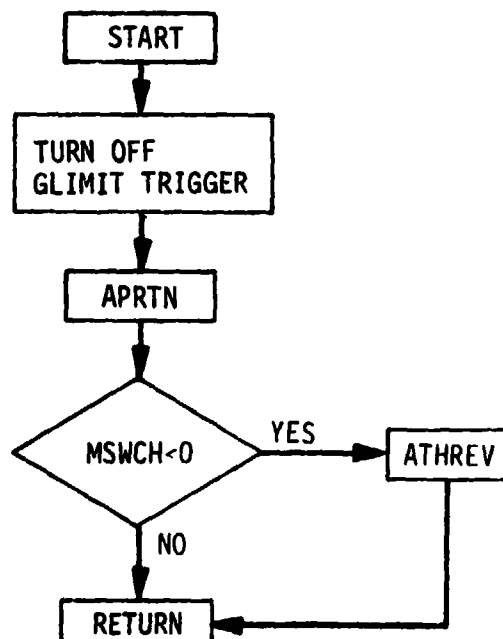 START
TURN OFF
GLIMIT TRIGGER
APRTN
MSWCH<0
YES
ATHREV
NO
RETURN